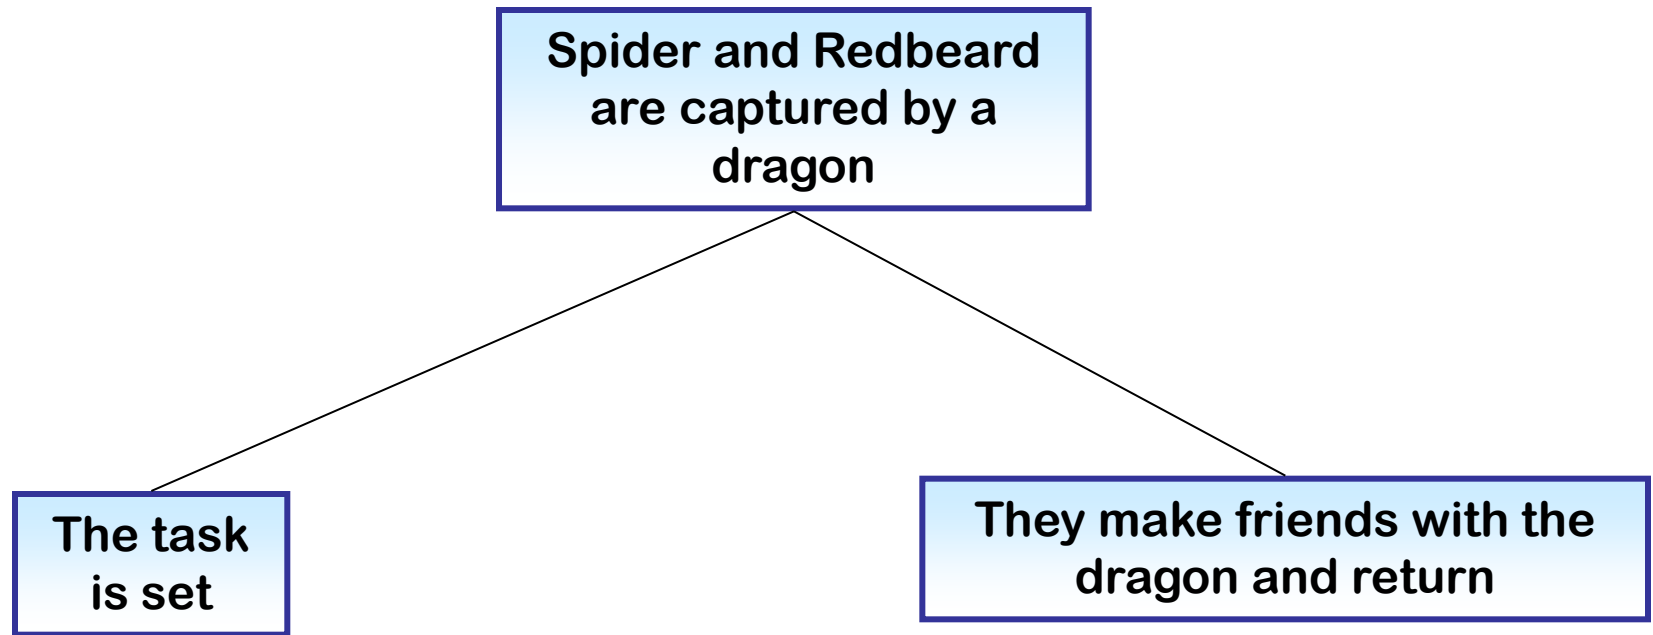 Spider and Redbeard
are captured by a
dragon
The task
is set
They make friends with the
dragon and return